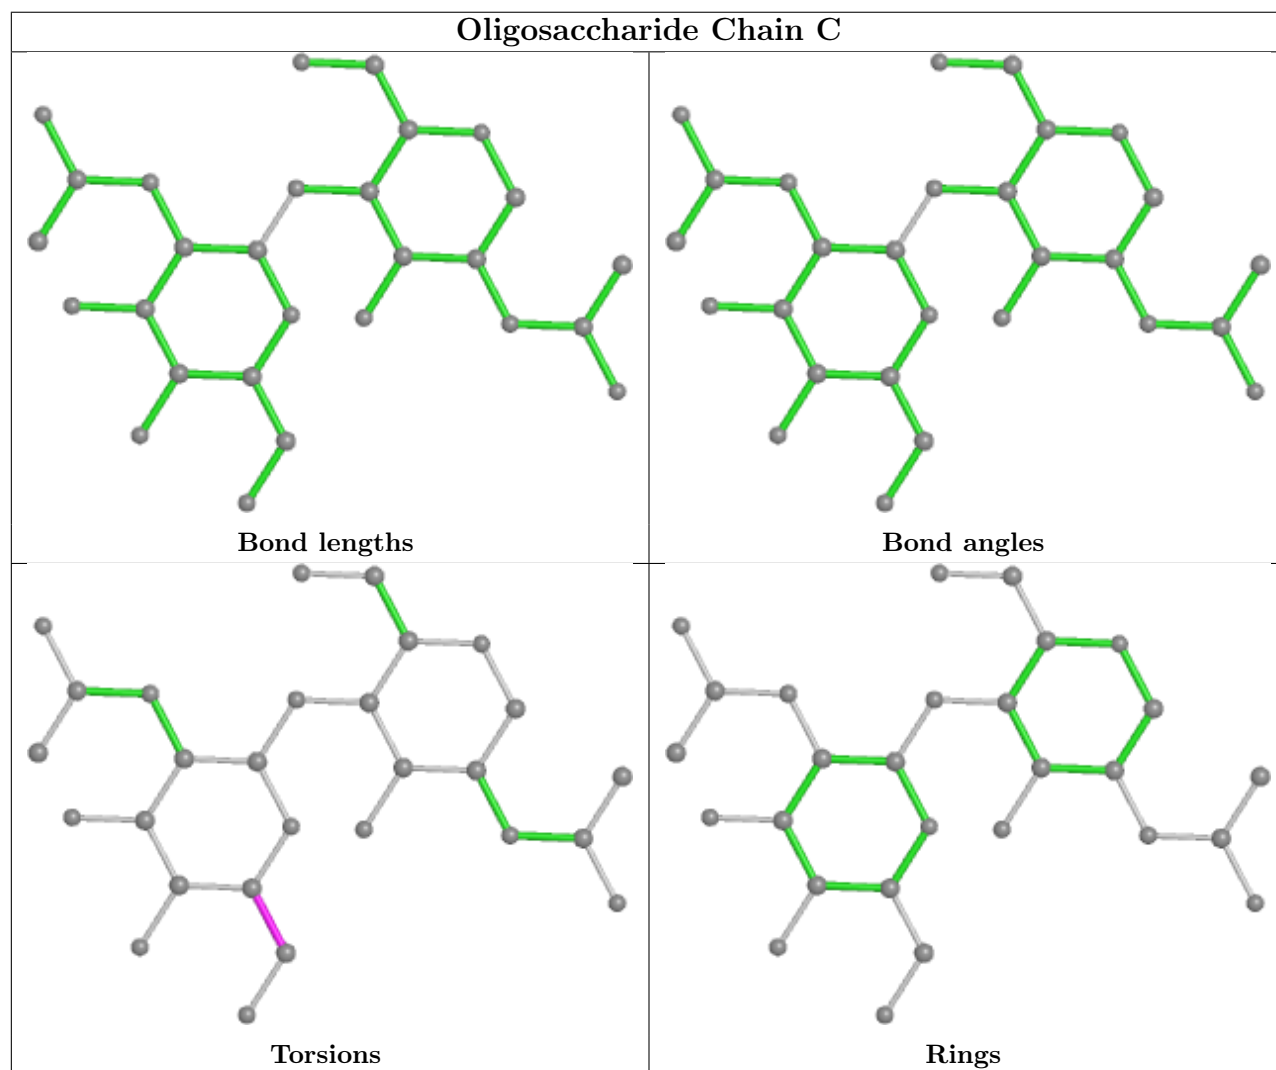 Oligosaccharide Chain C
Bond lengths
Bond angles
Torsions
Rings